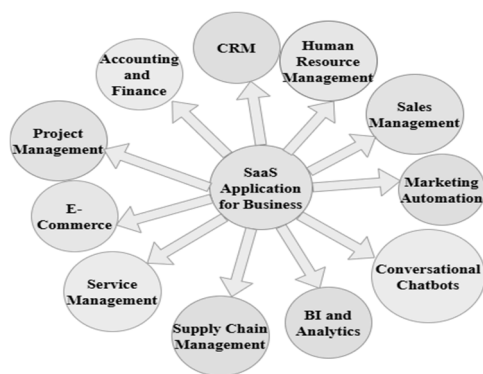 CRM
Human
Resource
Management
Accounting
and
Finance
Sales
Management
Project
Management
SaaS
Application
for Business
Marketing
Automation
E-
Commerce
Service
Management
Conversational
Chatbots
Supply Chain
Management
BI and
Analytics